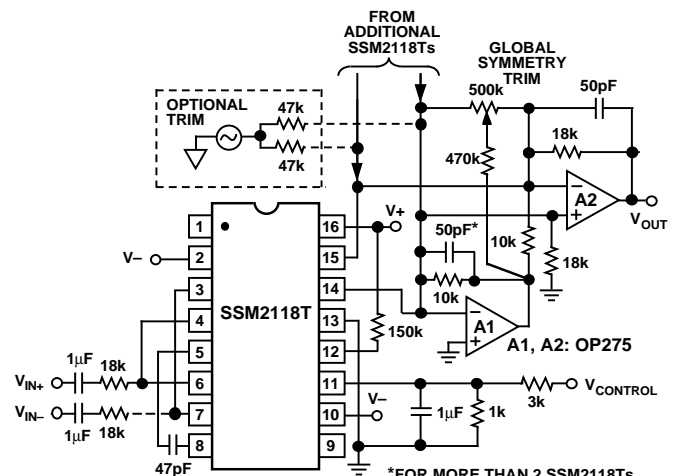 FROM
ADDITIONAL
SSM2118Ts
GLOBAL
SYMMETRY
TRIM
OPTIONAL
TRIM
47k
47k
500k
50pF
18k
470k
A2
VOUT
10k
18k
V+
50pF*
10k
A1
A1, A2: OP275
150k
SSM2118T
1
2
3
4
5
6
7
8
16
15
14
13
12
11
10
9
V–
VIN+
1µF
18k
VIN–
1µF
18k
47pF
V–
1µF
1k
3k
VCONTROL
*FOR MORE THAN 2 SSM2118Ts